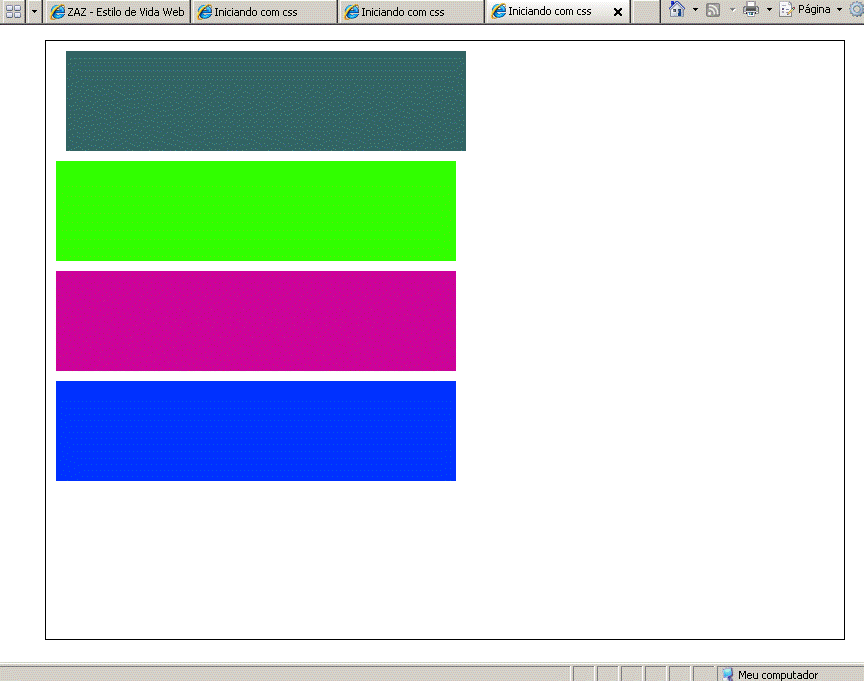 ZAZ - Estilo de Vida Web
Iniciando com css
Iniciando com css
Iniciando com css
Página
Meu computador